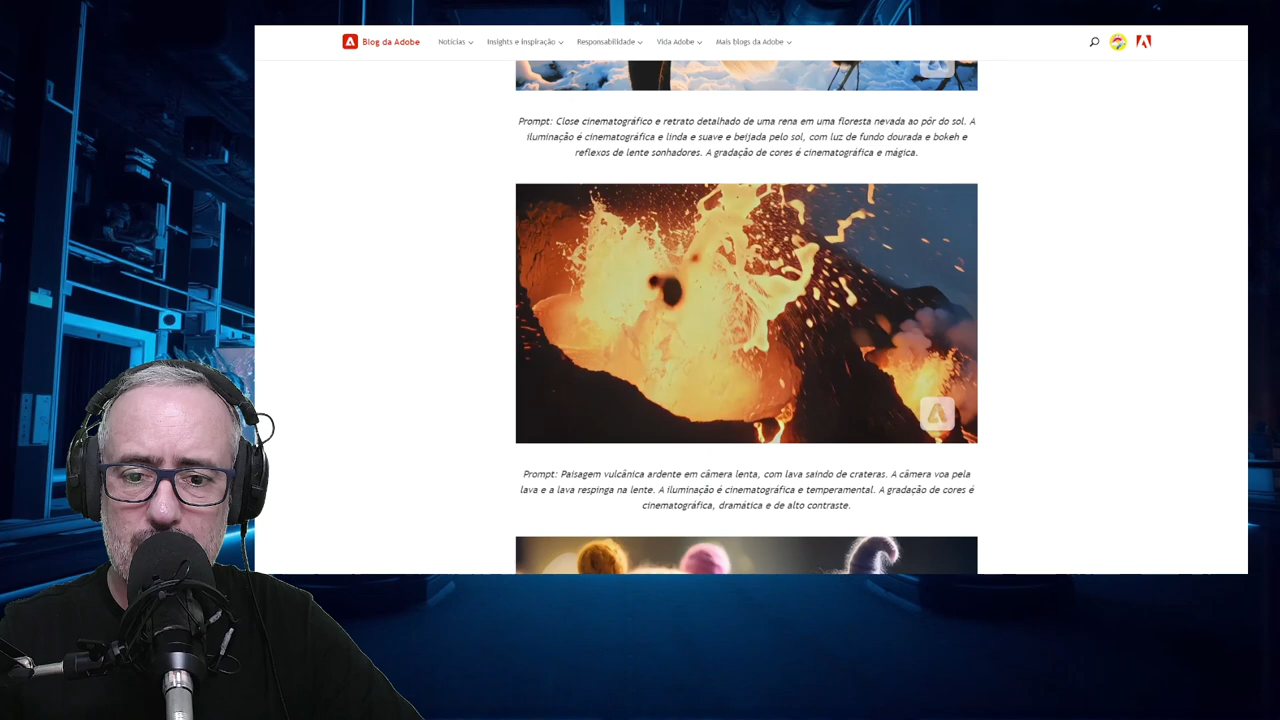 Blog da Adobe Notícias Insights e Inspiração Responsabilidade Vida Adobe Mais blogs da Adobe
Prompt: Close cinematográfico e retrato detalhado de uma rena em uma floresta nevada ao pôr do sol. A
iluminação é cinematográfica e linda e suave e beijada pelo sol, com luz de fundo dourada e bokeh e
reflexos de lente sonhadores. A gradação de cores é cinematográfica e mágica.
Prompt: Paisagem vulcânica ardente em câmera lenta, com lava saindo de crateras. A câmera voa pela
lava e a lava respinga na lente. A iluminação é cinematográfica e temperamental. A gradação de cores é
cinematográfica, dramática e de alto contraste.